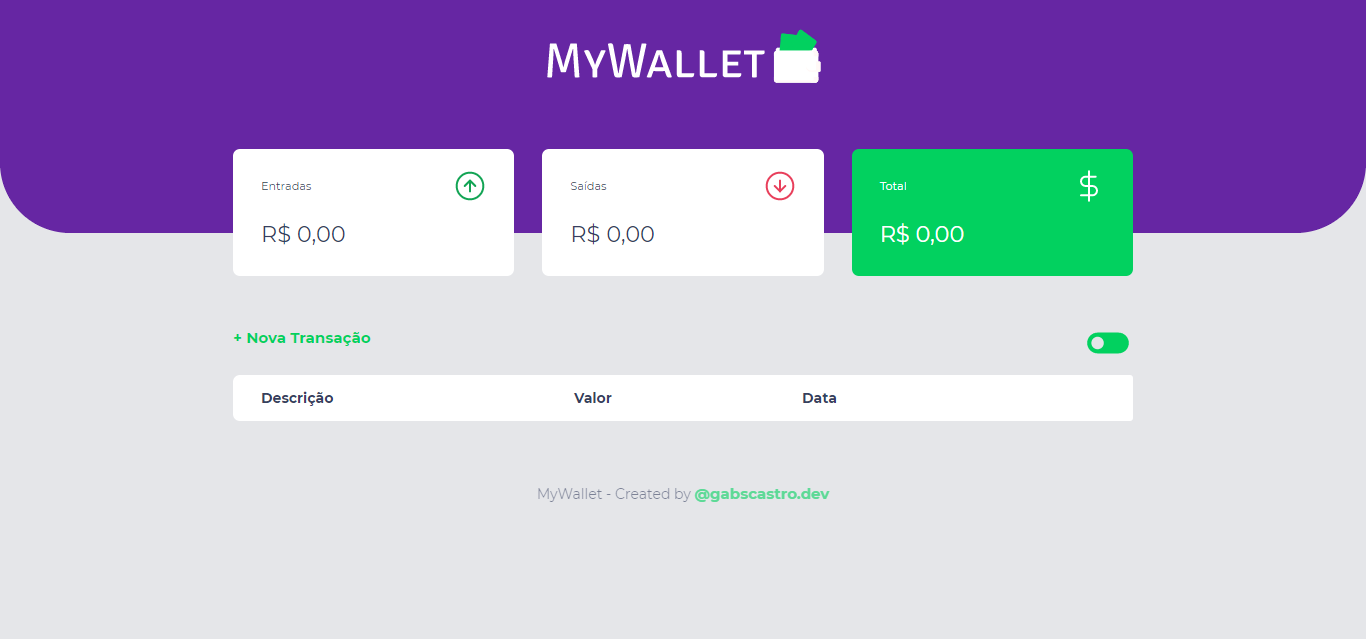 MyWallet
Entradas
R$ 0,00
Saídas
R$ 0,00
Total
$
R$ 0,00
+ Nova Transação
Descrição Valor Data
MyWallet - Created by @gabscastro.dev